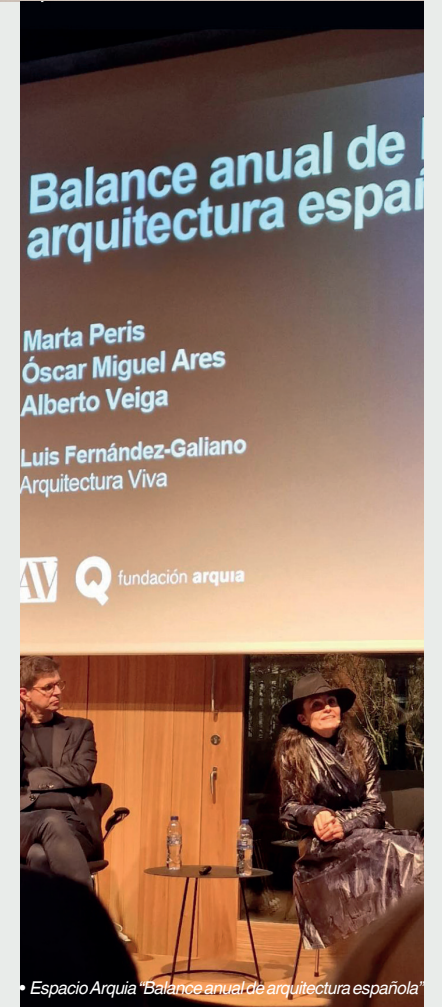 Balance anual de
arquitectura españ
Marta Peris
Óscar Miguel Ares
Alberto Veiga
Luis Fernández-Galiano
Arquitectura Viva
AV
fundación arquia
• Espacio Arquia “Balance anual de arquitectura española”